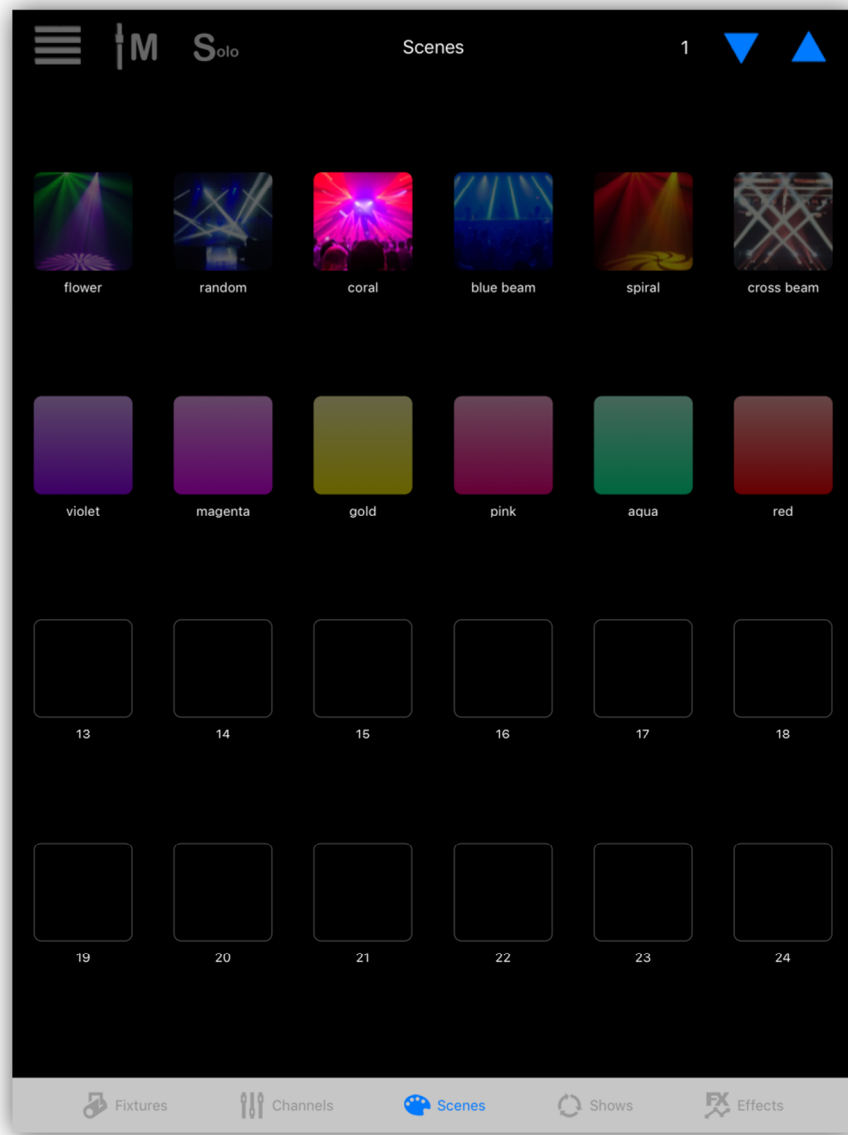 M Solo Scenes 1
flower random coral blue beam spiral cross beam
violet magenta gold pink aqua red
13 14 15 16 17 18
19 20 21 22 23 24
Fixtures Channels Scenes Shows FX Effects